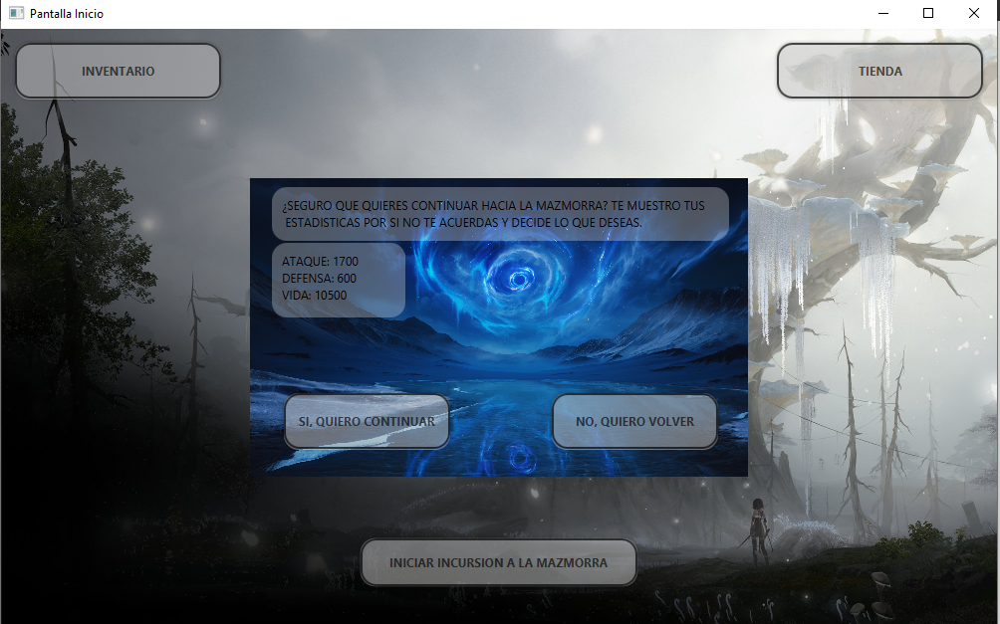 Pantalla Inicio
INVENTARIO
TIENDA
¿SEGURO QUE QUIERES CONTINUAR HACIA LA MAZMORRA? TE MUESTRO TUS
ESTADISTICAS POR SI NO TE ACUERDAS Y DECIDE LO QUE DESEAS.
ATAQUE: 1700
DEFENSA: 600
VIDA: 10500
SI, QUIERO CONTINUAR
NO, QUIERO VOLVER
INICIAR INCURSION A LA MAZMORRA